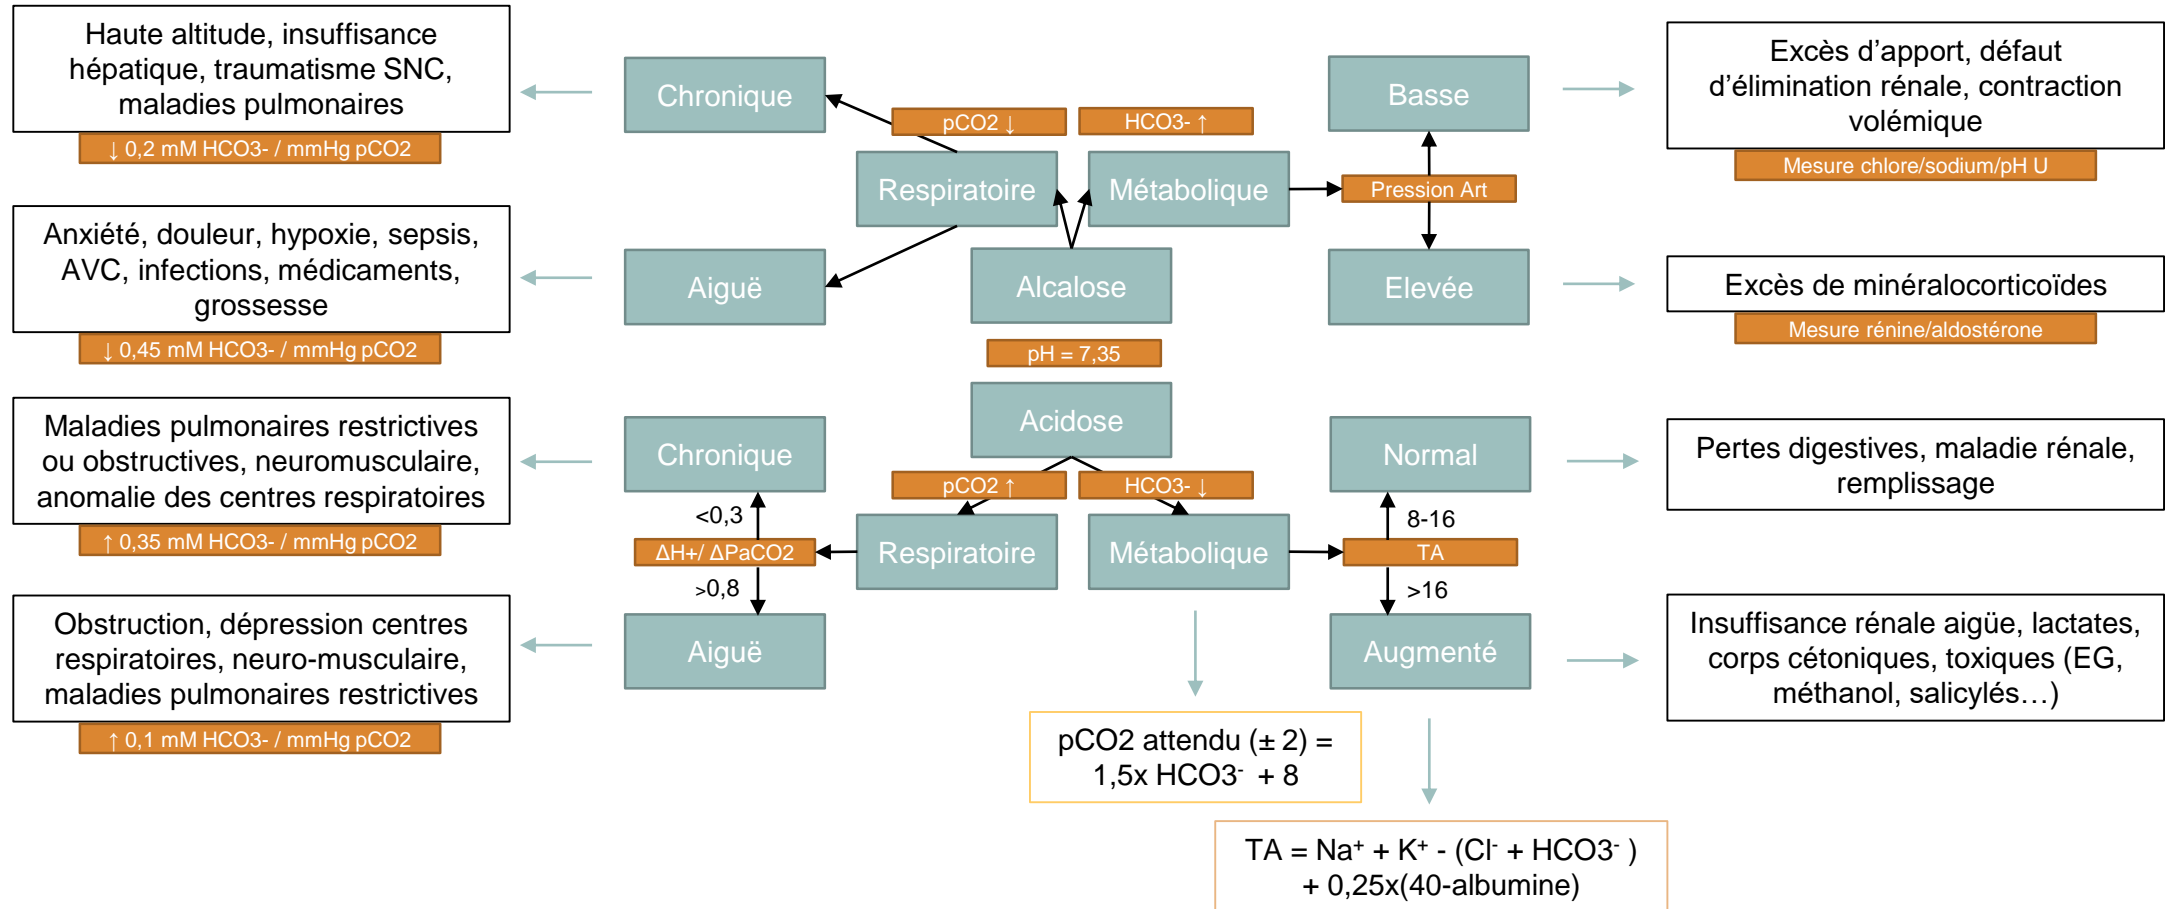 Haute altitude, insuffisance
hépatique, traumatisme SNC,
maladies pulmonaires
↓ 0,2 mM HCO3- / mmHg pCO2
Anxiété, douleur, hypoxie, sepsis,
AVC, infections, médicaments,
grossesse
↓ 0,45 mM HCO3- / mmHg pCO2
Maladies pulmonaires restrictives
ou obstructives, neuromusculaire,
anomalie des centres respiratoires
↑ 0,35 mM HCO3- / mmHg pCO2
Obstruction, dépression centres
respiratoires, neuro-musculaire,
maladies pulmonaires restrictives
↑ 0,1 mM HCO3- / mmHg pCO2
Chronique
Aiguë
pCO2 ↓
HCO3- ↑
Respiratoire
Métabolique
Alcalose
pH = 7,35
Acidose
pCO2 ↑
HCO3- ↓
Respiratoire
Métabolique
Chronique
<0,3
ΔH+/ ΔPaCO2
>0,8
Aiguë
Basse
Pression Art
Elevée
Normal
8-16
TA
>16
Augmenté
Excès d'apport, défaut
d'élimination rénale, contraction
volémique
Mesure chlore/sodium/pH U
Excès de minéralocorticoïdes
Mesure rénine/aldostérone
Pertes digestives, maladie rénale,
remplissage
Insuffisance rénale aigüe, lactates,
corps cétoniques, toxiques (EG,
méthanol, salicylés…)
pCO2 attendu (± 2) =
1,5x HCO3⁻ + 8
TA = Na⁺ + K⁺ - (Cl⁻ + HCO3⁻ )
+ 0,25x(40-albumine)